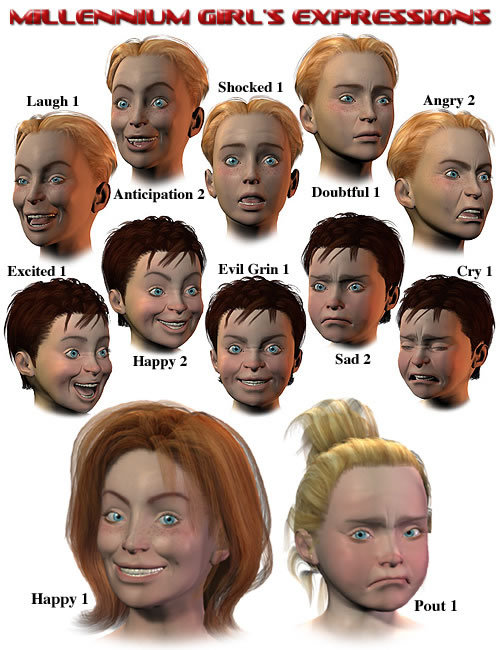 MILLENNIUM GIRL'S EXPRESSIONS
Laugh 1
Shocked 1
Angry 2
Anticipation 2
Doubtful 1
Excited 1
Evil Grin 1
Cry 1
Happy 2
Sad 2
Happy 1
Pout 1